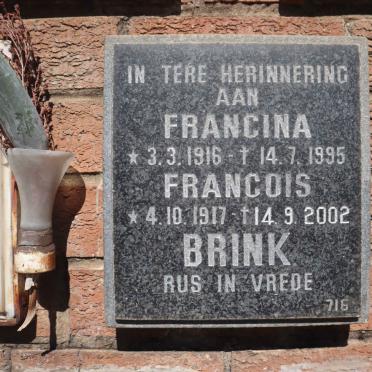 IN TERE HERINNERING
AAN
FRANCINA
★ 3.3.1916 - † 14.7.1995
FRANCOIS
★ 4.10.1917 - † 14.9.2002
BRINK
RUS IN VREDE
716